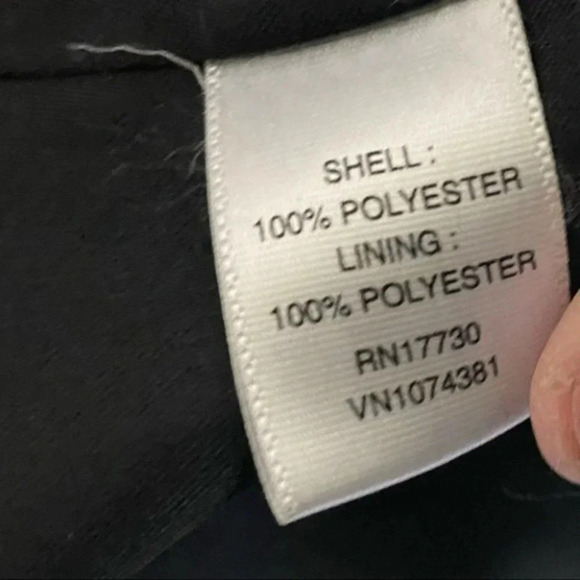 SHELL :
100% POLYESTER
LINING :
100% POLYESTER
RN17730
VN1074381